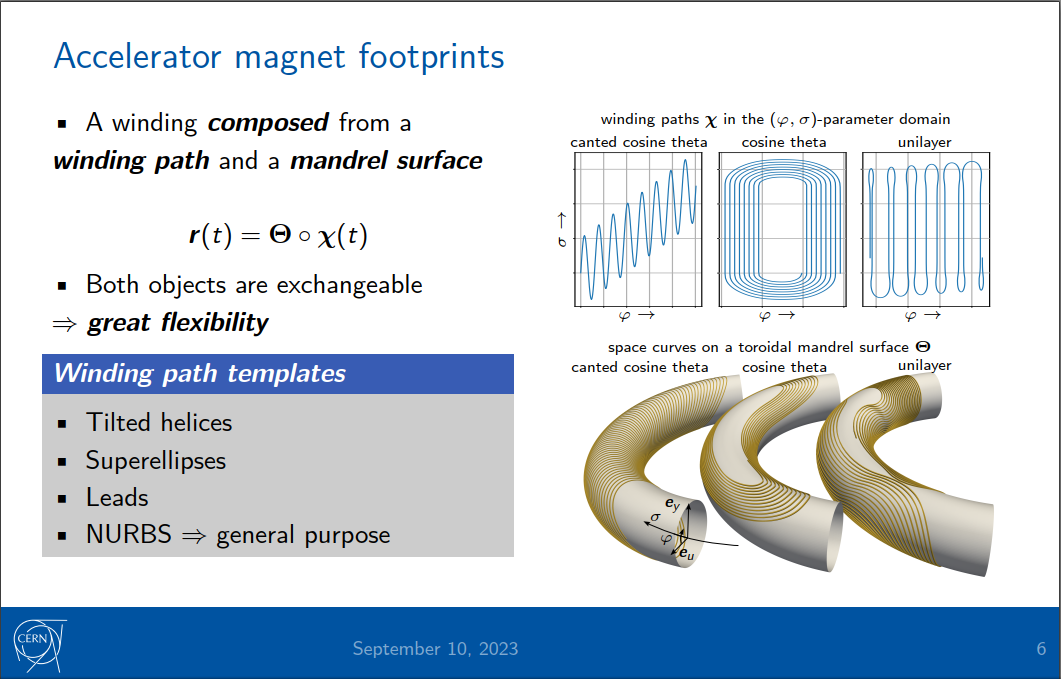 Accelerator magnet footprints
▪ A winding composed from a
winding path and a mandrel surface
r(t) = Θ ∘ χ(t)
▪ Both objects are exchangeable
⇒ great flexibility
Winding path templates
▪ Tilted helices
▪ Superellipses
▪ Leads
▪ NURBS ⇒ general purpose
winding paths χ in the (φ, σ)-parameter domain
canted cosine theta cosine theta unilayer
σ →
φ → φ → φ →
space curves on a toroidal mandrel surface Θ
canted cosine theta cosine theta unilayer
e_y
σ
φ
e_u
CERN
September 10, 2023 6